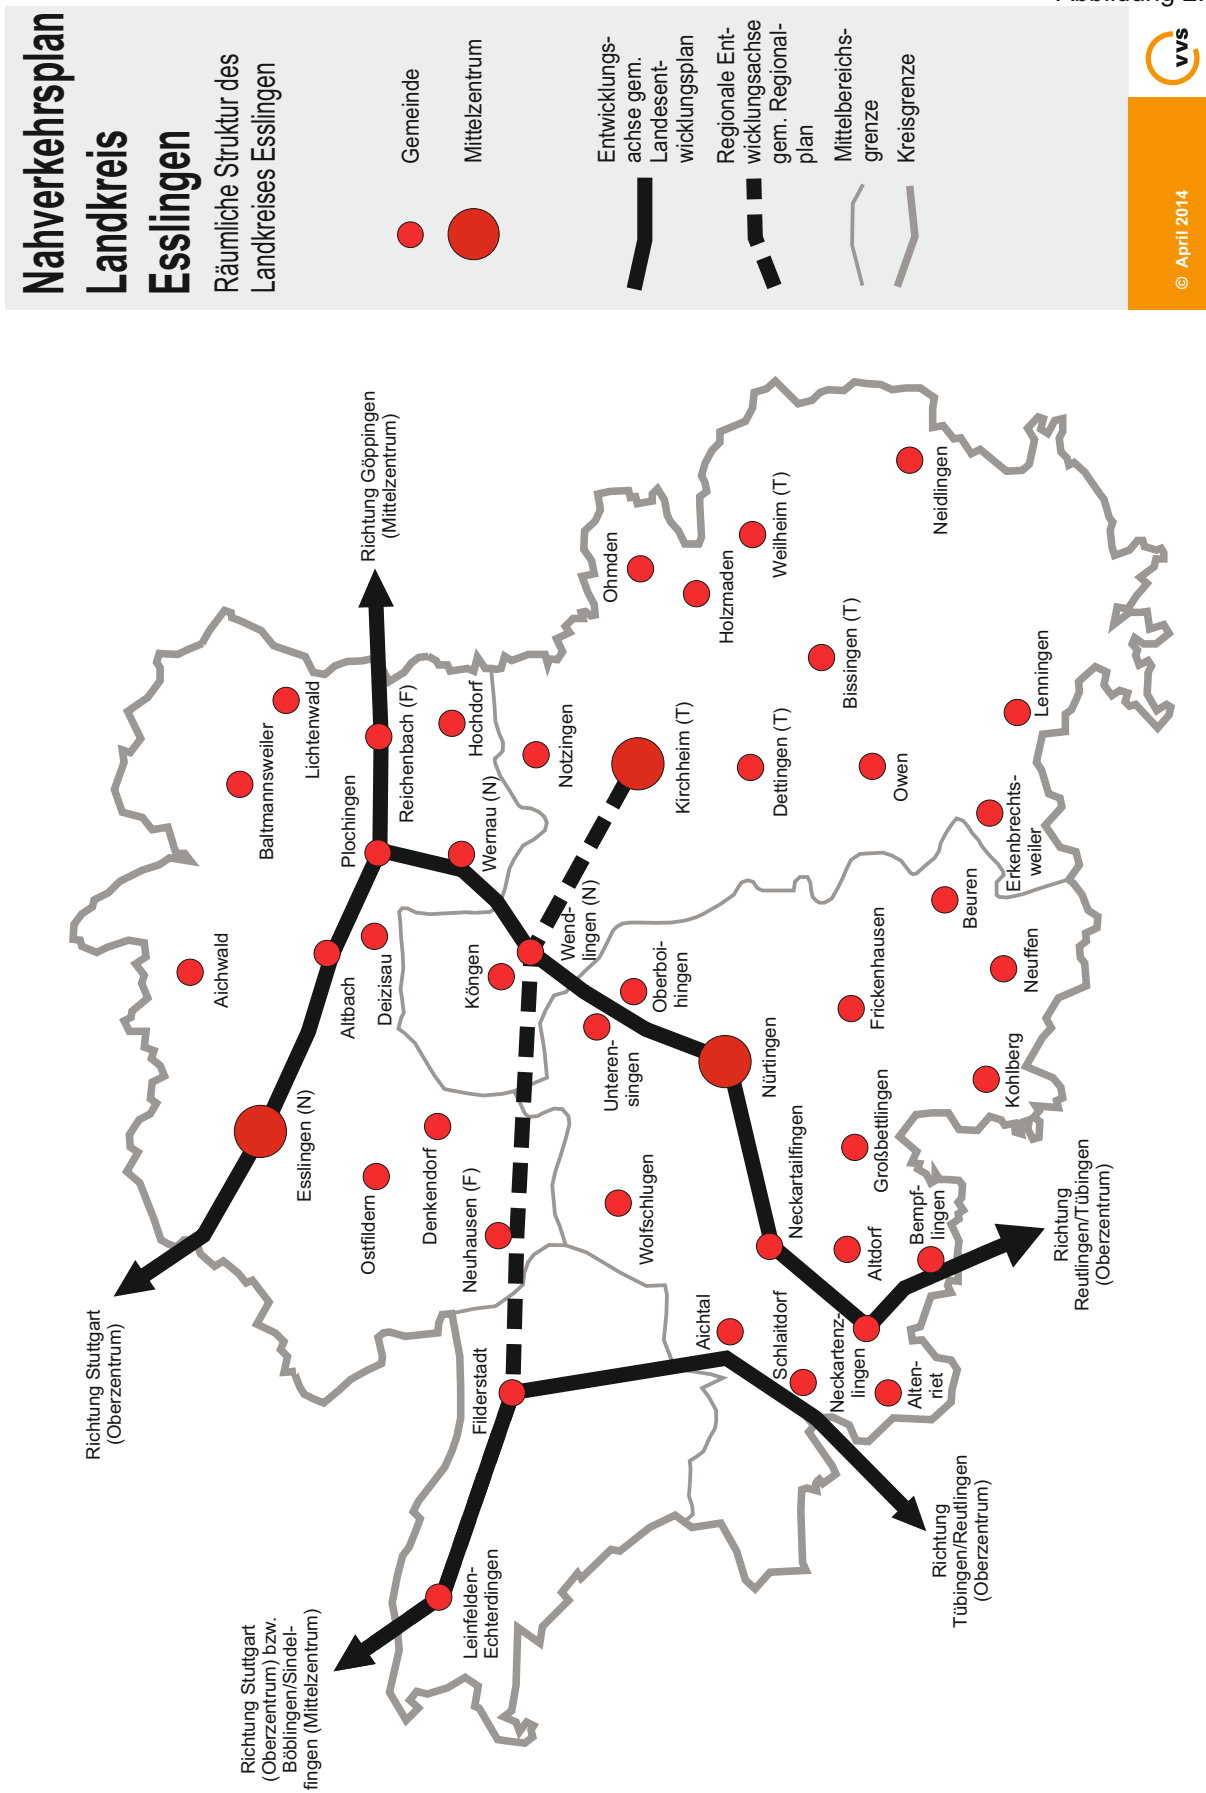 Abbildung 2.
Nahverkehrsplan
Landkreis
Esslingen
Räumliche Struktur des
Landkreises Esslingen
Gemeinde
Mittelzentrum
Entwicklungs-
achse gem.
Landesent-
wicklungsplan
Regionale Ent-
wicklungsachse
gem. Regional-
plan
Mittelbereichs-
grenze
Kreisgrenze
vvs
© April 2014
Richtung Stuttgart
(Oberzentrum)
Richtung Göppingen
(Mittelzentrum)
Richtung Stuttgart
(Oberzentrum) bzw.
Böblingen/Sindel-
fingen (Mittelzentrum)
Richtung
Tübingen/Reutlingen
(Oberzentrum)
Richtung
Reutlingen/Tübingen
(Oberzentrum)
Aichwald
Baltmannsweiler
Lichtenwald
Esslingen (N)
Altbach
Deizisau
Plochingen
Reichenbach (F)
Hochdorf
Wernau (N)
Ostfildern
Denkendorf
Neuhausen (F)
Köngen
Wend-
lingen (N)
Notzingen
Kirchheim (T)
Ohmden
Holzmaden
Weilheim (T)
Neidlingen
Bissingen (T)
Dettingen (T)
Owen
Lenningen
Erkenbrechts-
weiler
Beuren
Neuffen
Kohlberg
Frickenhausen
Großbettlingen
Oberboi-
hingen
Unteren-
singen
Nürtingen
Wolfschlugen
Neckartailfingen
Altdorf
Bempf-
lingen
Neckartenz-
lingen
Alten-
riet
Schlaitdorf
Aichtal
Filderstadt
Leinfelden-
Echterdingen